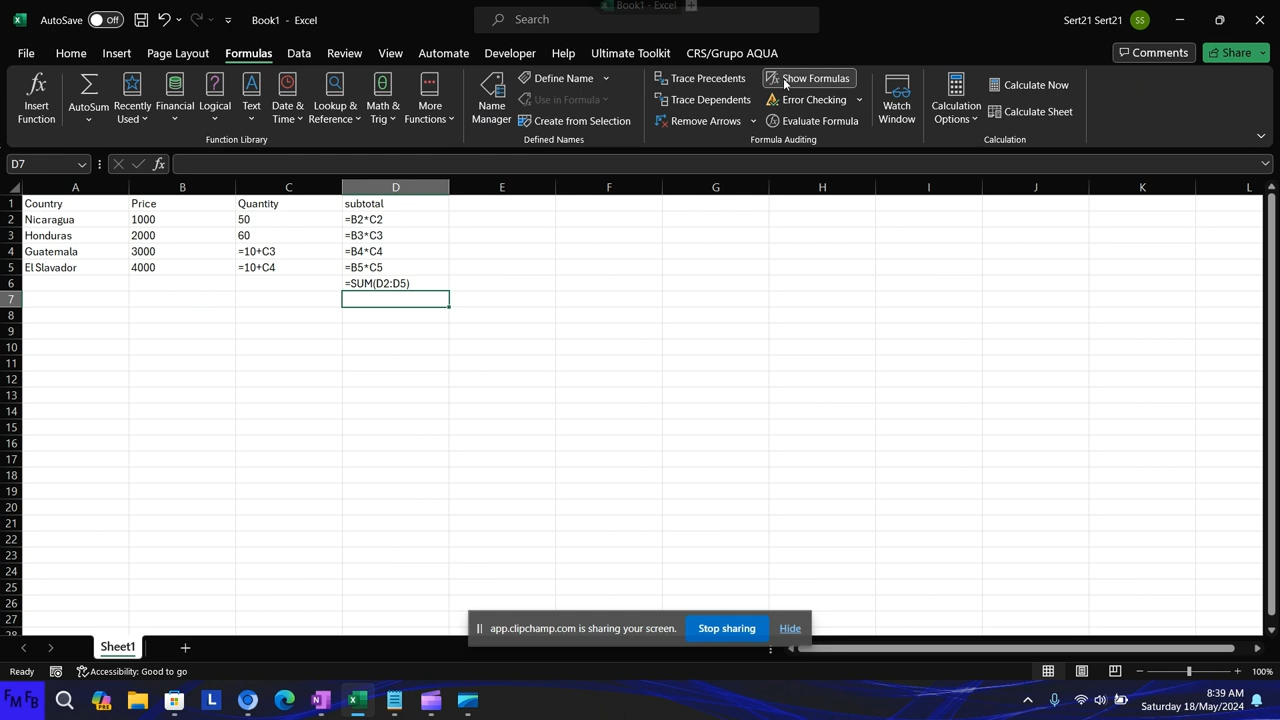 Book1 - Excel
AutoSave Off Book1 - Excel Search Sert21 Sert21 SS
File Home Insert Page Layout Formulas Data Review View Automate Developer Help Ultimate Toolkit CRS/Grupo AQUA Comments Share
Insert Function
AutoSum
Recently Used
Financial
Logical
Text
Date & Time
Lookup & Reference
Math & Trig
More Functions
Function Library
Name Manager
Define Name
Use in Formula
Create from Selection
Defined Names
Trace Precedents
Trace Dependents
Remove Arrows
Show Formulas
Error Checking
Evaluate Formula
Formula Auditing
Watch Window
Calculation Options
Calculate Now
Calculate Sheet
Calculation
D7 fx
A B C D E F G H I J K L
1 Country Price Quantity subtotal
2 Nicaragua 1000 50 =B2*C2
3 Honduras 2000 60 =B3*C3
4 Guatemala 3000 =10+C3 =B4*C4
5 El Slavador 4000 =10+C4 =B5*C5
6 =SUM(D2:D5)
7
8
9
10
11
12
13
14
15
16
17
18
19
20
21
22
23
24
25
26
27
28
app.clipchamp.com is sharing your screen. Stop sharing Hide
Sheet1
Ready Accessibility: Good to go 100%
FMFB
PRE
L
N
8:39 AM
Saturday 18/May/2024